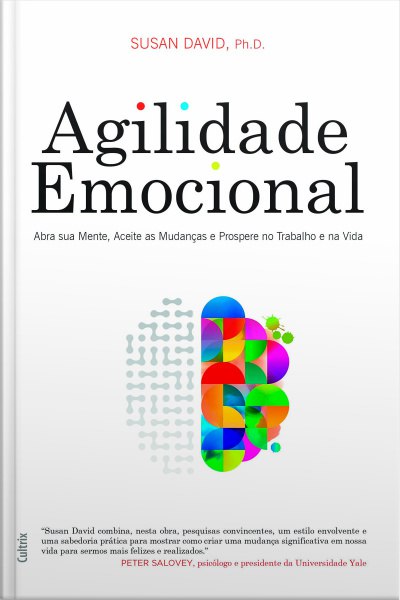 SUSAN DAVID, Ph.D.
Agilidade
Emocional
Abra sua Mente, Aceite as Mudanças e Prospere no Trabalho e na Vida
"Susan David combina, nesta obra, pesquisas convincentes, um estilo envolvente e
uma sabedoria prática para mostrar como criar uma mudança significativa em nossa
vida para sermos mais felizes e realizados."
PETER SALOVEY, psicólogo e presidente da Universidade Yale
Cultrix